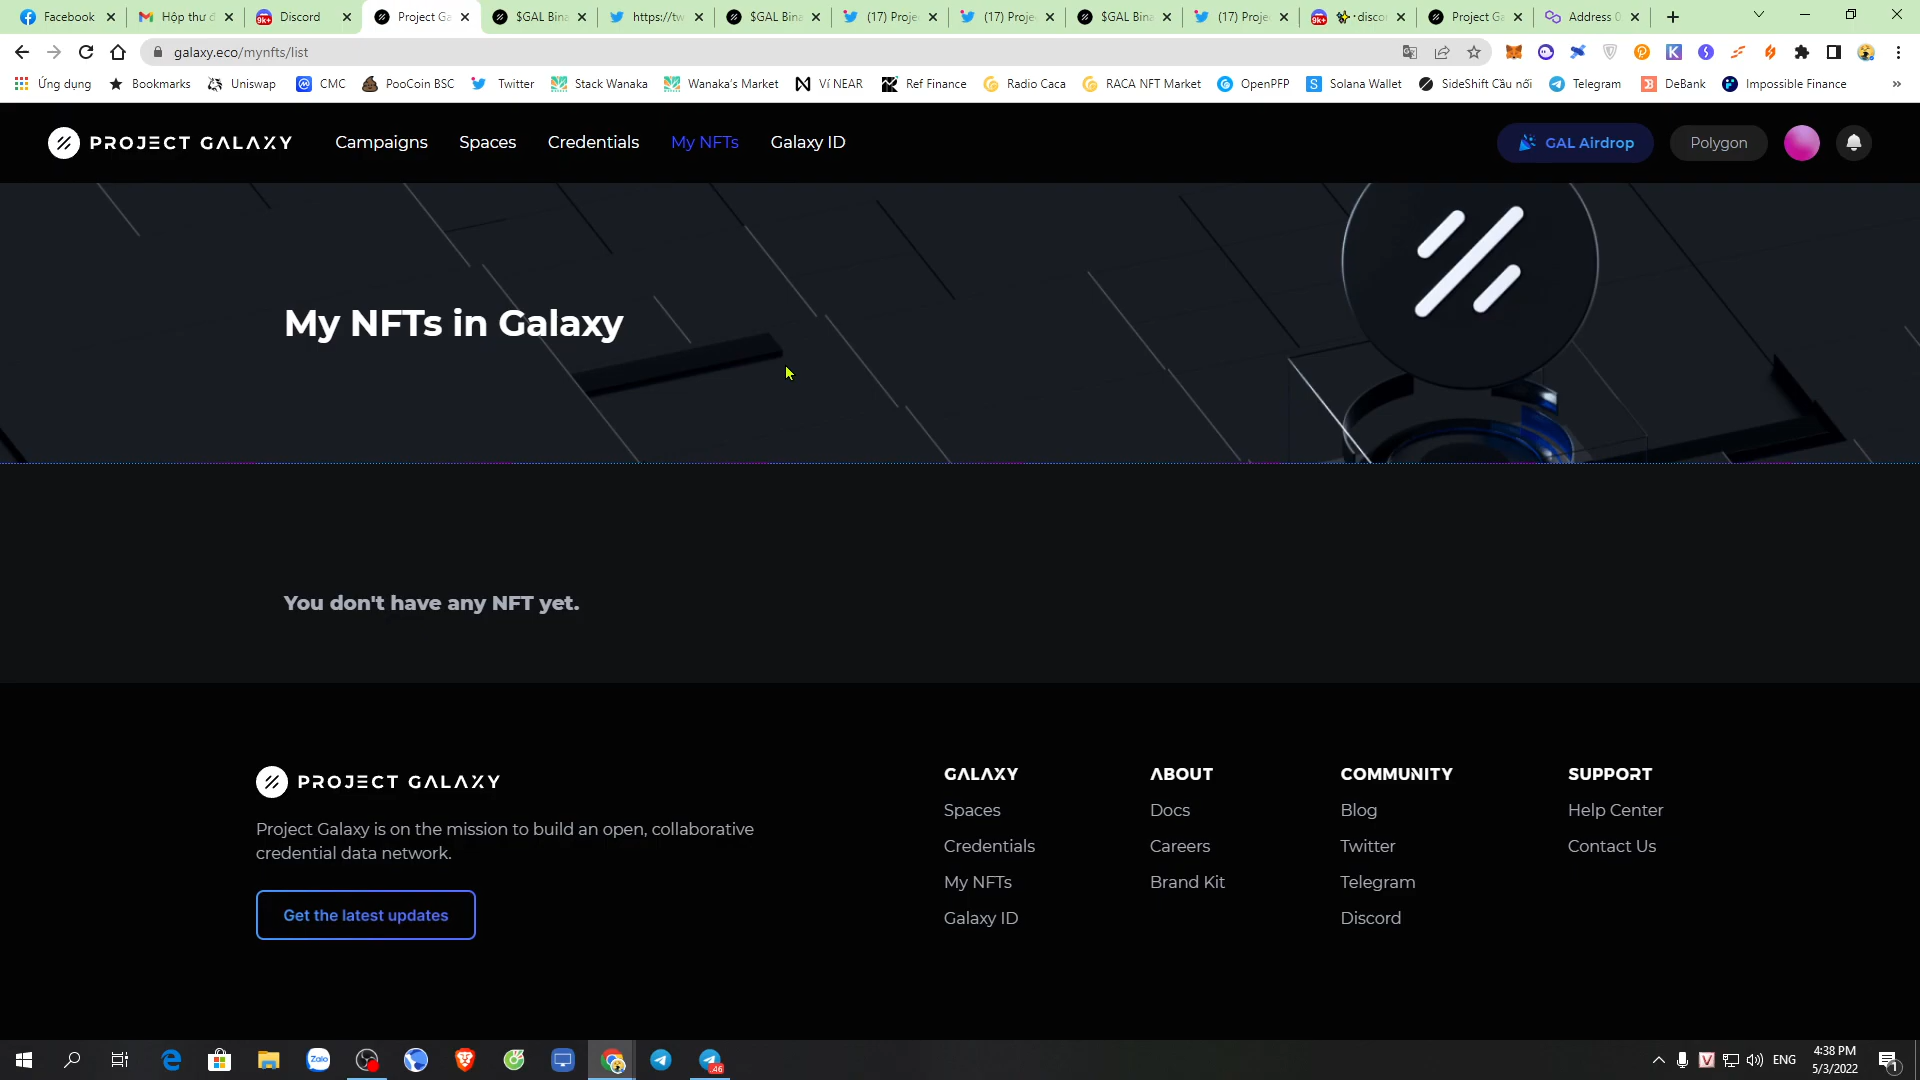 Facebook
Hộp thư đ
Discord
Project Ga
$GAL Bina
https://tw
$GAL Bina
(17) Proje
(17) Proje
$GAL Bina
(17) Proje
discor
Project Ga
Address 0
galaxy.eco/mynfts/list
Ứng dụng
Bookmarks
Uniswap
CMC
PooCoin BSC
Twitter
Stack Wanaka
Wanaka's Market
Ví NEAR
Ref Finance
Radio Caca
RACA NFT Market
OpenPFP
Solana Wallet
SideShift Cầu nối
Telegram
DeBank
Impossible Finance
»
PROJECT GALAXY
Campaigns
Spaces
Credentials
My NFTs
Galaxy ID
GAL Airdrop
Polygon
My NFTs in Galaxy
You don't have any NFT yet.
PROJECT GALAXY
Project Galaxy is on the mission to build an open, collaborative
credential data network.
Get the latest updates
GALAXY
Spaces
Credentials
My NFTs
Galaxy ID
ABOUT
Docs
Careers
Brand Kit
COMMUNITY
Blog
Twitter
Telegram
Discord
SUPPORT
Help Center
Contact Us
Zalo
46
ENG
4:38 PM
5/3/2022
1